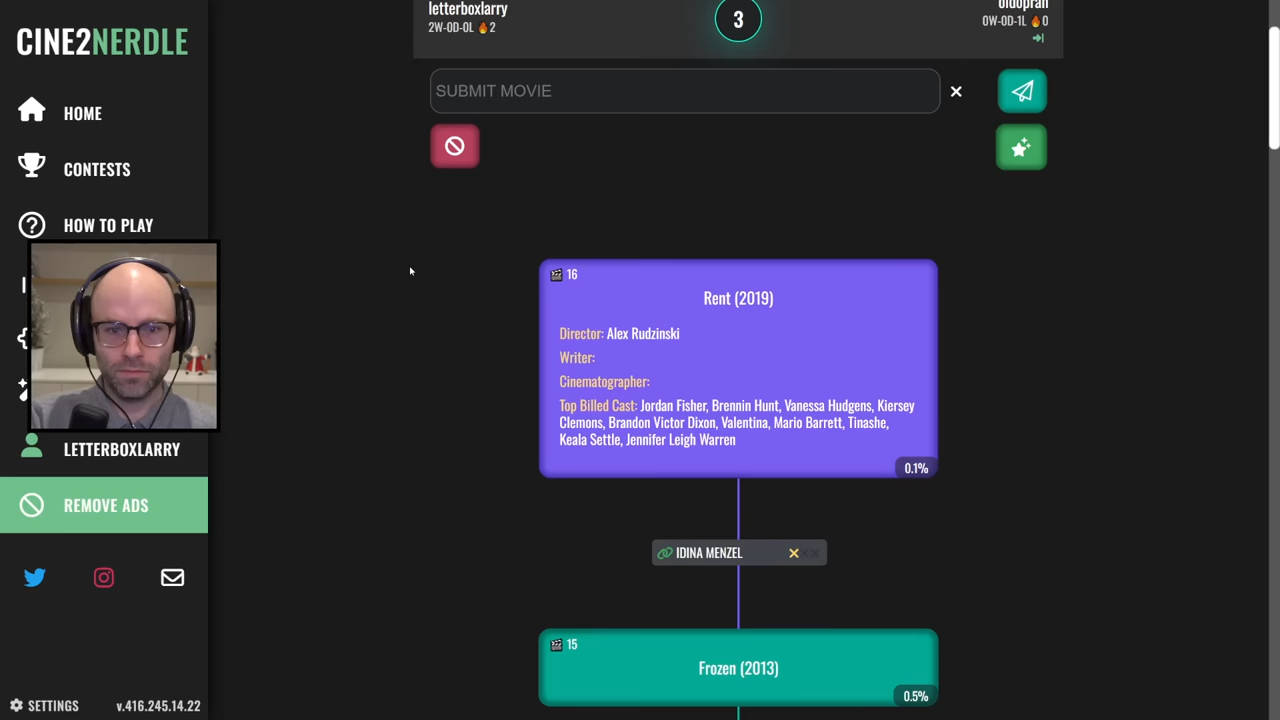 letterboxlarry
2W-0D-0L 🔥2
3
oldopran
0W-0D-1L 🔥0
CINE2NERDLE
SUBMIT MOVIE
HOME
CONTESTS
HOW TO PLAY
LETTERBOXLARRY
REMOVE ADS
SETTINGS
v.416.245.14.22
16
Rent (2019)
Director: Alex Rudzinski
Writer:
Cinematographer:
Top Billed Cast: Jordan Fisher, Brennin Hunt, Vanessa Hudgens, Kiersey
Clemons, Brandon Victor Dixon, Valentina, Mario Barrett, Tinashe,
Keala Settle, Jennifer Leigh Warren
0.1%
IDINA MENZEL
15
Frozen (2013)
0.5%